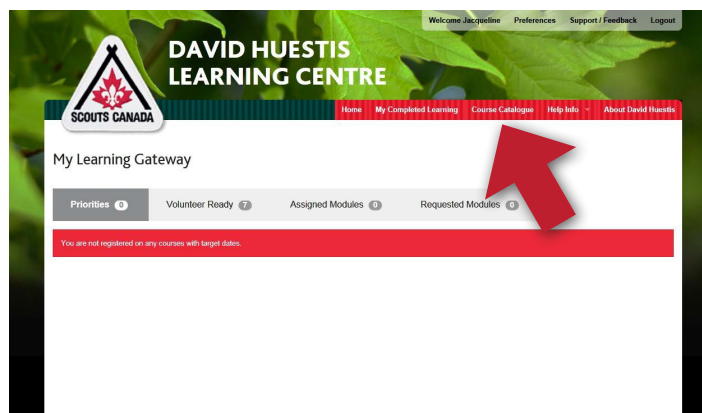 Welcome Jacqueline Preferences Support / Feedback Logout
DAVID HUESTIS
LEARNING CENTRE
SCOUTS CANADA
Home My Completed Learning Course Catalogue Help Info About David Huestis
My Learning Gateway
Priorities 0 Volunteer Ready 7 Assigned Modules 0 Requested Modules 0
You are not registered on any courses with target dates.